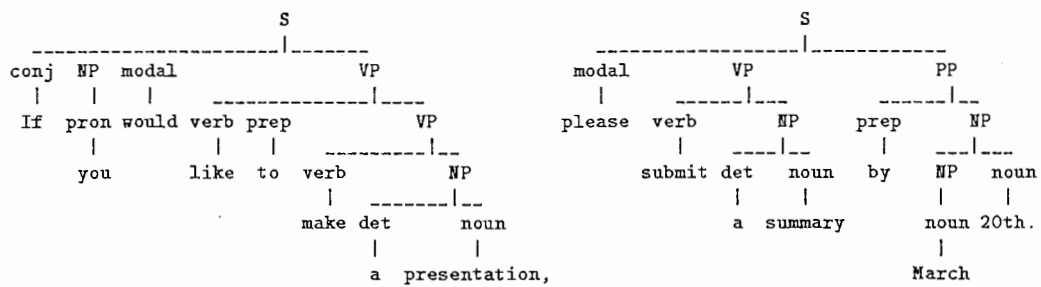 S S
conj NP modal VP modal VP PP
If pron would verb prep VP please verb NP prep NP
you like to verb NP submit det noun by NP noun
make det noun a summary noun 20th.
a presentation, March